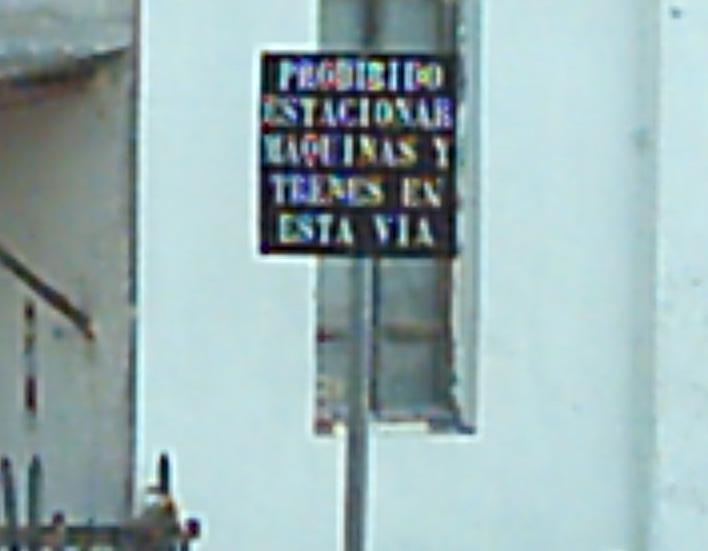 PROHIBIDO
ESTACIONAR
MAQUINAS Y
TRENES EN
ESTA VIA